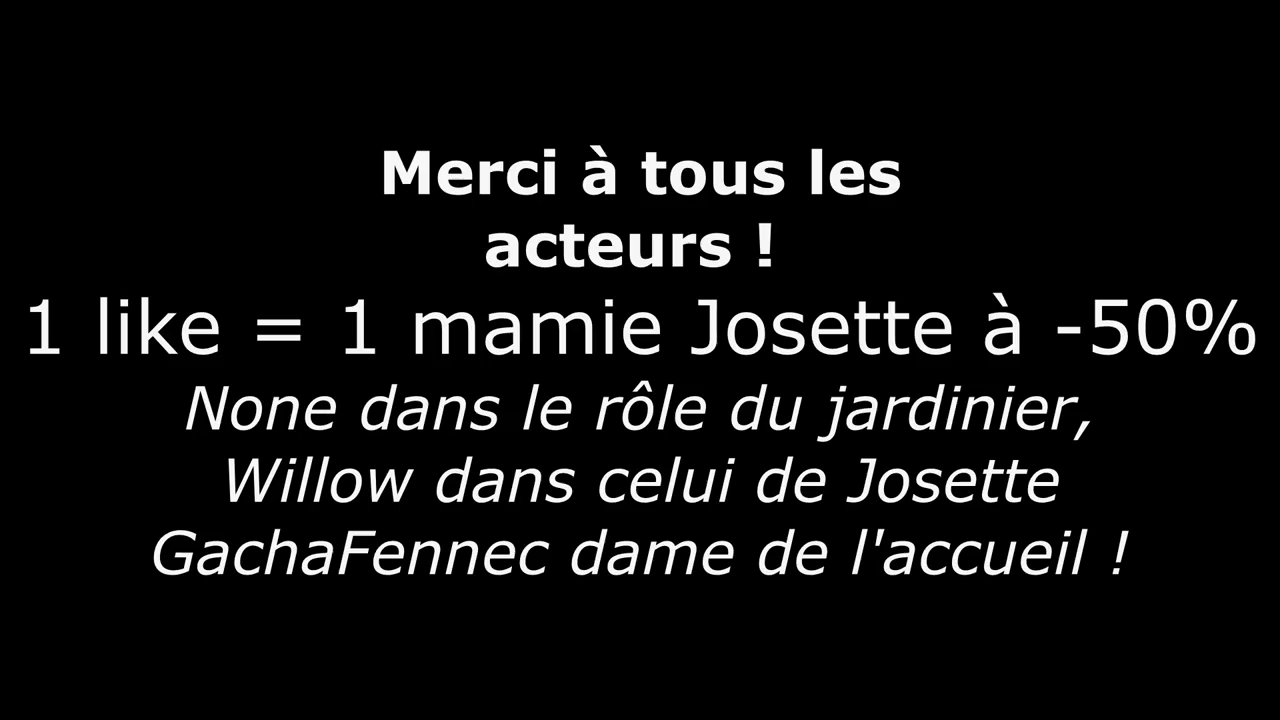 Merci à tous les
acteurs !
1 like = 1 mamie Josette à -50%
None dans le rôle du jardinier,
Willow dans celui de Josette
GachaFennec dame de l'accueil !